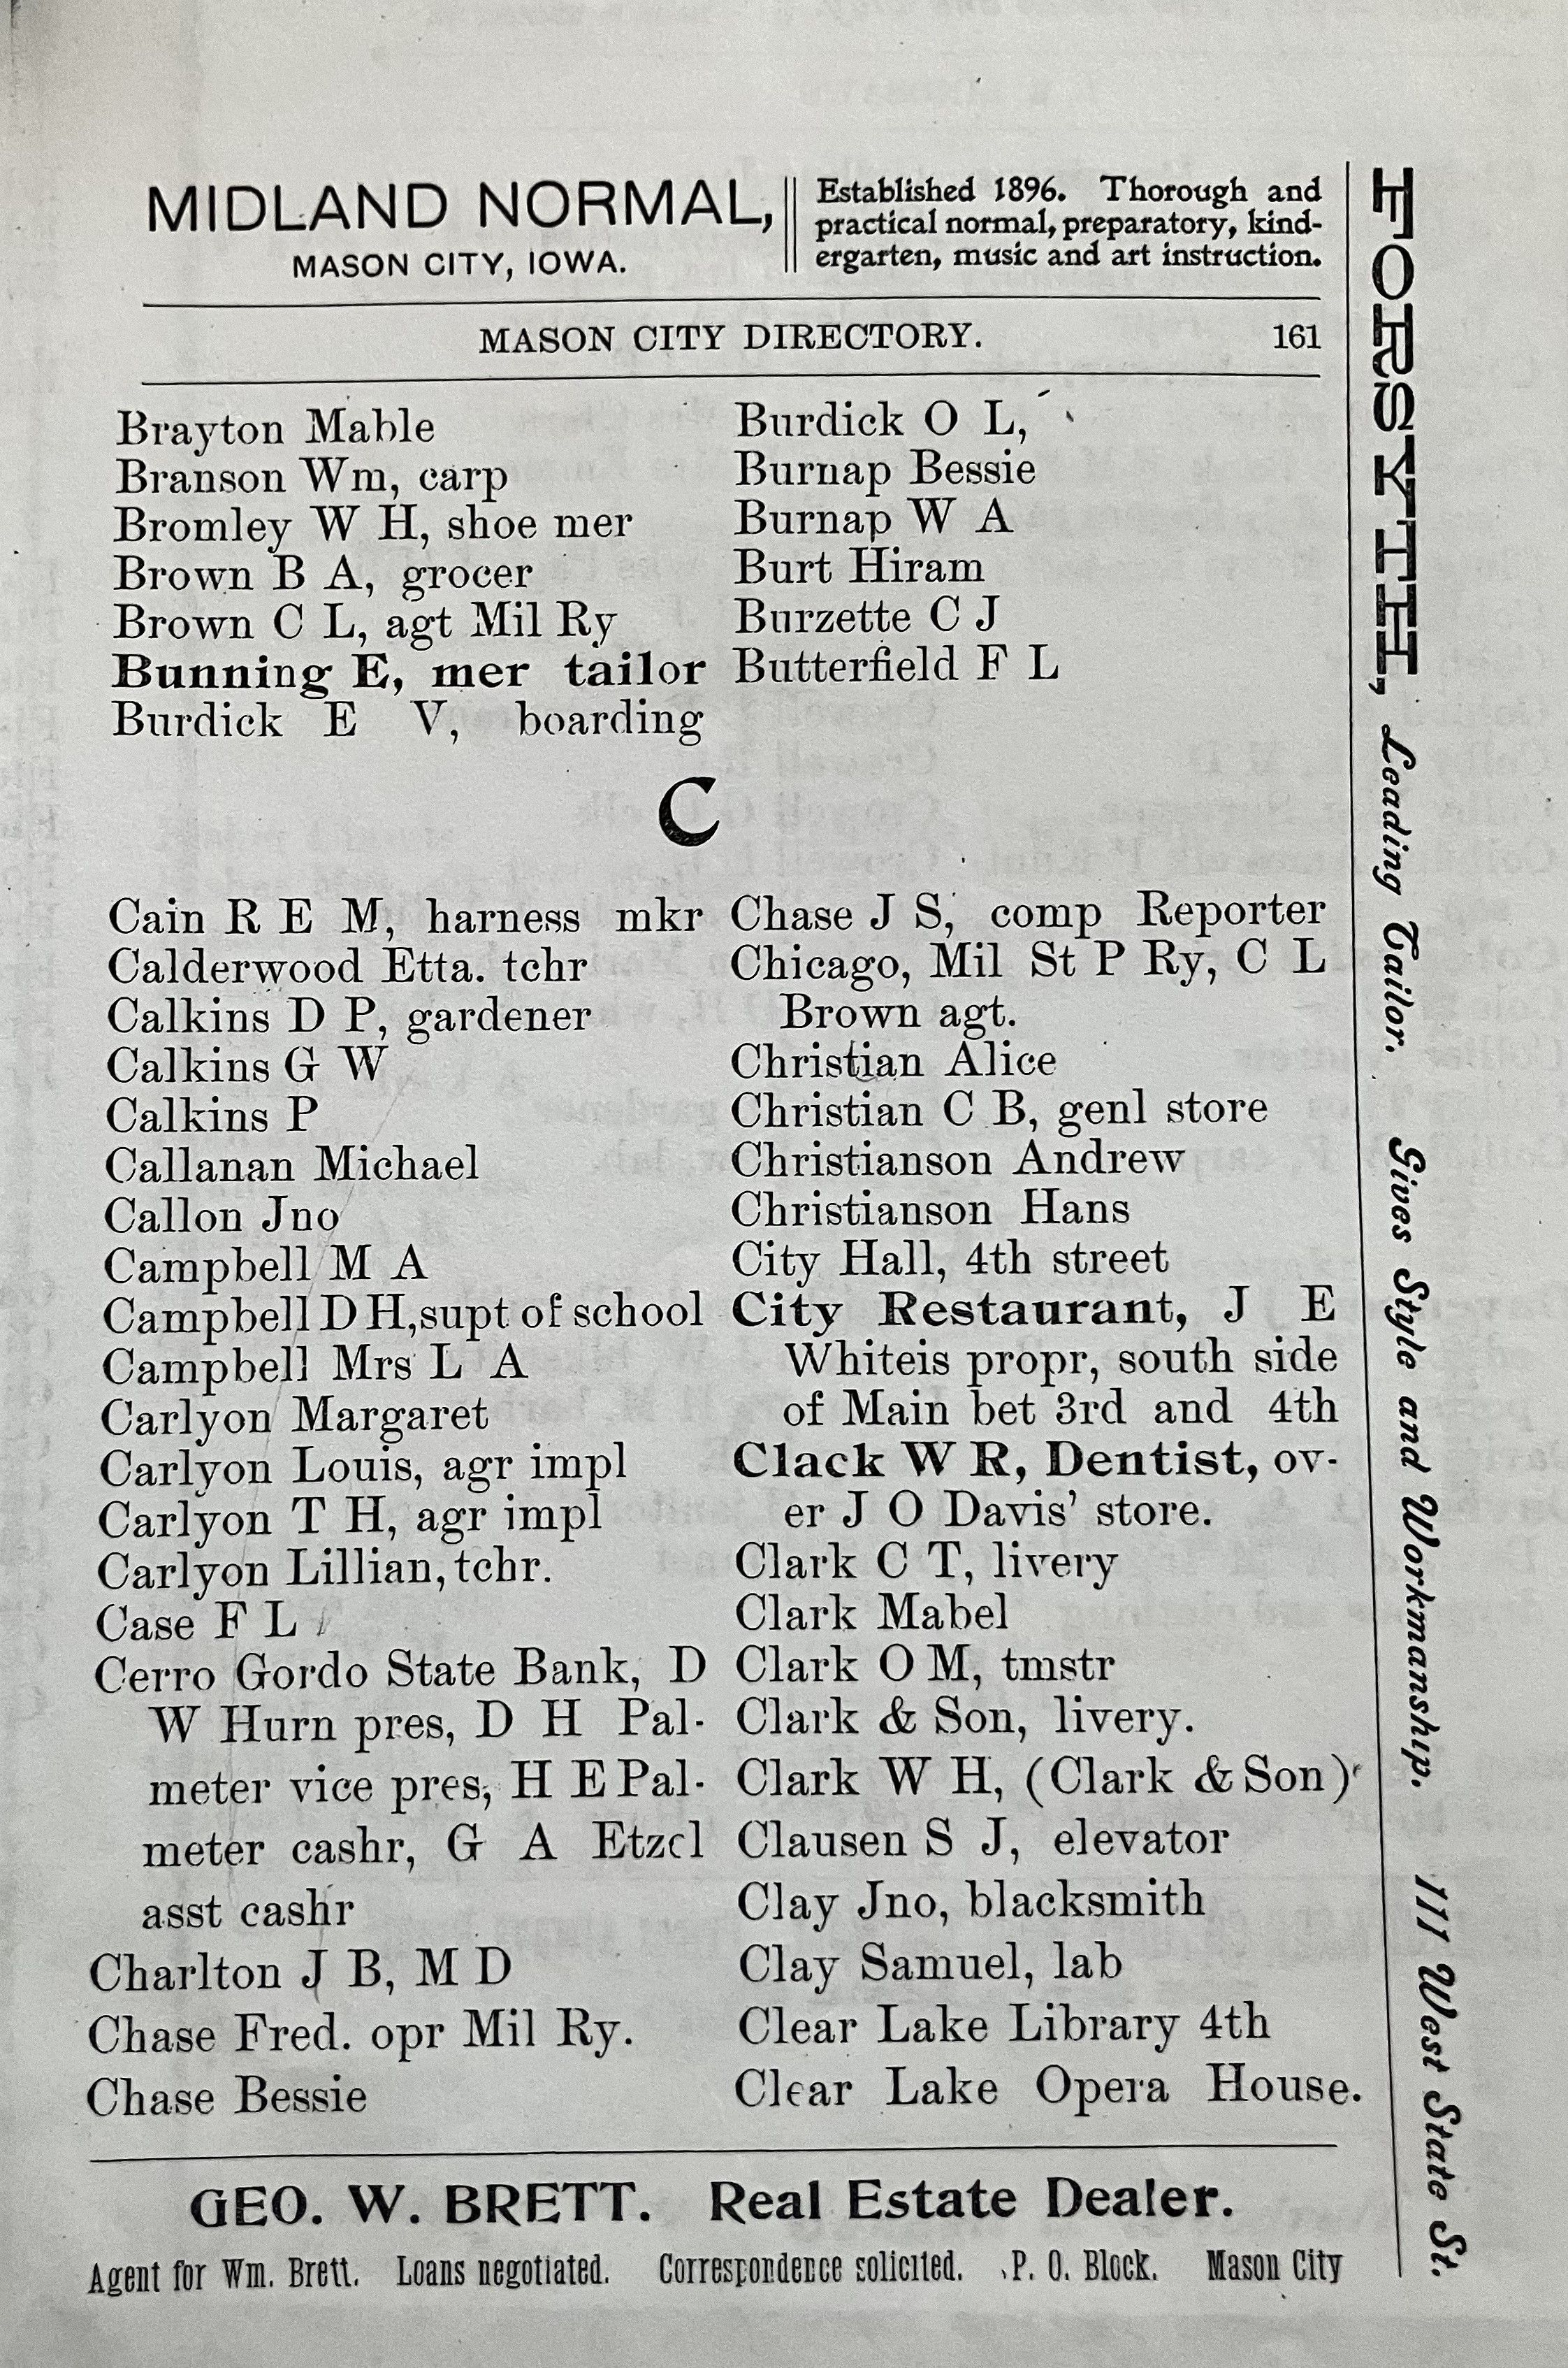 MIDLAND NORMAL,
MASON CITY, IOWA.
Established 1896. Thorough and
practical normal, preparatory, kind-
ergarten, music and art instruction.
MASON CITY DIRECTORY. 161
Brayton Mable
Branson Wm, carp
Bromley W H, shoe mer
Brown B A, grocer
Brown C L, agt Mil Ry
Bunning E, mer tailor
Burdick E V, boarding
Burdick O L,
Burnap Bessie
Burnap W A
Burt Hiram
Burzette C J
Butterfield F L
C
Cain R E M, harness mkr
Calderwood Etta. tchr
Calkins D P, gardener
Calkins G W
Calkins P
Callanan Michael
Callon Jno
Campbell M A
Campbell D H, supt of school
Campbell Mrs L A
Carlyon Margaret
Carlyon Louis, agr impl
Carlyon T H, agr impl
Carlyon Lillian, tchr.
Case F L
Cerro Gordo State Bank, D
W Hurn pres, D H Pal-
meter vice pres, H E Pal-
meter cashr, G A Etzel
asst cashr
Charlton J B, M D
Chase Fred. opr Mil Ry.
Chase Bessie
Chase J S, comp Reporter
Chicago, Mil St P Ry, C L
Brown agt.
Christian Alice
Christian C B, genl store
Christianson Andrew
Christianson Hans
City Hall, 4th street
City Restaurant, J E
Whiteis propr, south side
of Main bet 3rd and 4th
Clack W R, Dentist, ov-
er J O Davis' store.
Clark C T, livery
Clark Mabel
Clark O M, tmstr
Clark & Son, livery.
Clark W H, (Clark & Son)
Clausen S J, elevator
Clay Jno, blacksmith
Clay Samuel, lab
Clear Lake Library 4th
Clear Lake Opera House.
GEO. W. BRETT. Real Estate Dealer.
Agent for Wm. Brett. Loans negotiated. Correspondence solicited. P. O. Block. Mason City
FORSYTHE, Leading Tailor. Gives Style and Workmanship. 111 West State St.